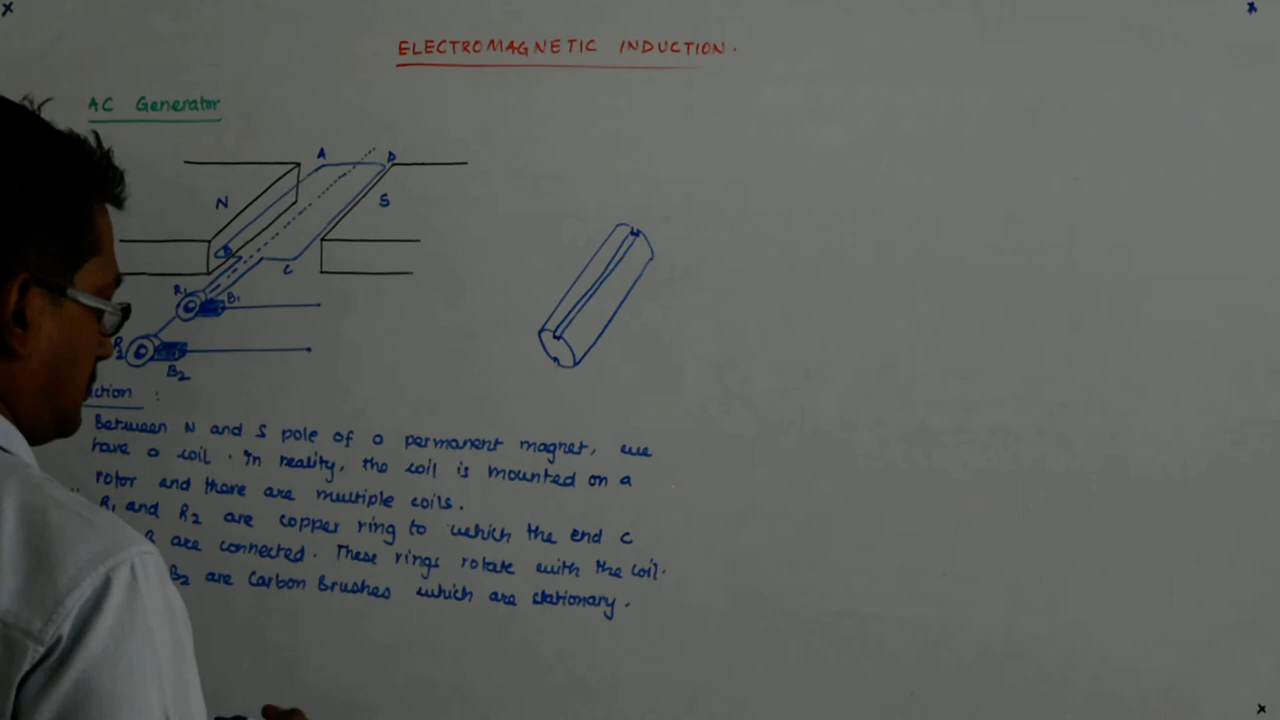 ELECTROMAGNETIC INDUCTION.
AC Generator
A
D
N
S
B
C
R1
B1
R2
B2
:
Between N and S pole of a permanent magnet, we
have a coil. In reality, the coil is mounted on a
rotor and there are multiple coils.
R1 and R2 are copper ring to which the end C
are connected. These rings rotate with the coil.
B2 are Carbon Brushes which are stationary.